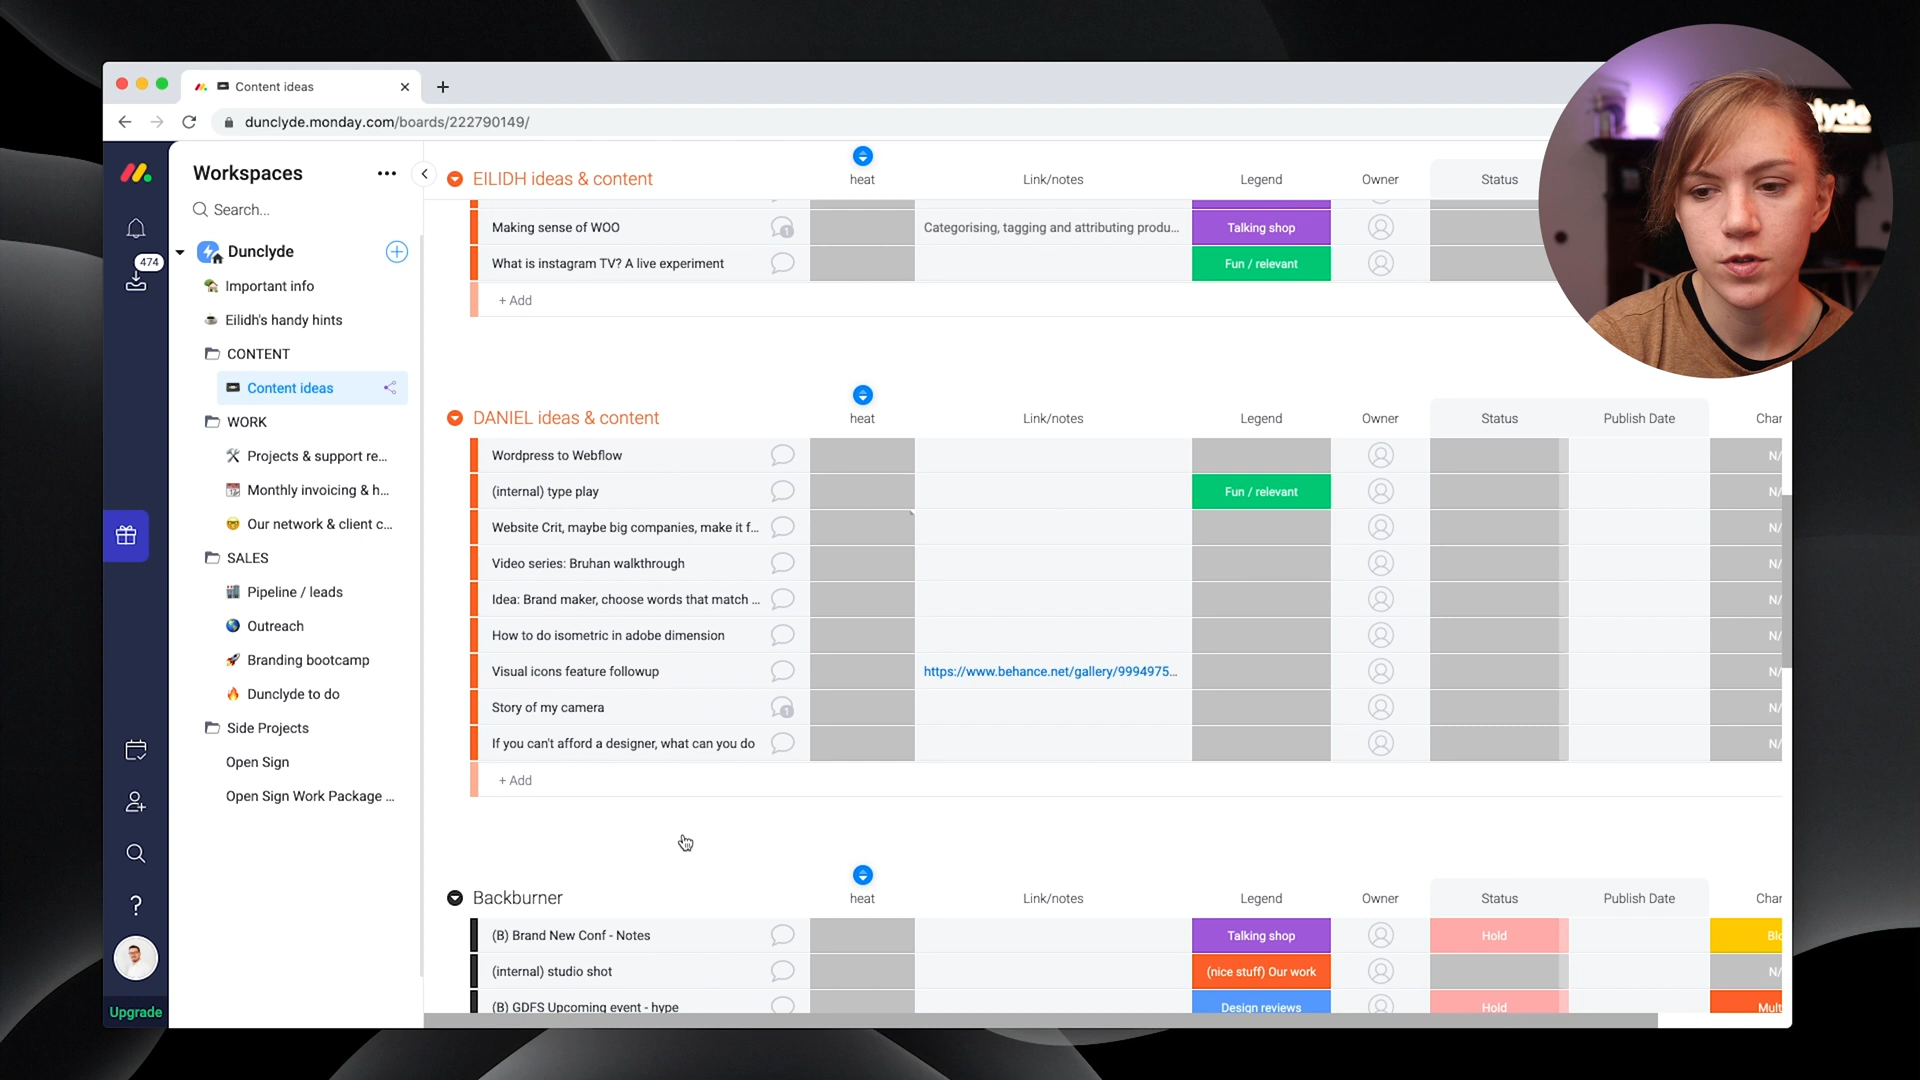 Content ideas
dunclyde.monday.com/boards/222790149/
lyde
Workspaces
Search...
474
Dunclyde
Important info
Eilidh's handy hints
CONTENT
Content ideas
WORK
Projects & support re...
Monthly invoicing & h...
Our network & client c...
SALES
Pipeline / leads
Outreach
Branding bootcamp
Dunclyde to do
Side Projects
Open Sign
Open Sign Work Package ...
Upgrade
EILIDH ideas & content heat Link/notes Legend Owner Status
Making sense of WOO 1 Categorising, tagging and attributing produ... Talking shop
What is instagram TV? A live experiment Fun / relevant
+ Add
DANIEL ideas & content heat Link/notes Legend Owner Status Publish Date Char
Wordpress to Webflow N/
(internal) type play Fun / relevant N/
Website Crit, maybe big companies, make it f... N/
Video series: Bruhan walkthrough N/
Idea: Brand maker, choose words that match ... N/
How to do isometric in adobe dimension N/
Visual icons feature followup https://www.behance.net/gallery/9994975... N/
Story of my camera 1 N/
If you can't afford a designer, what can you do N/
+ Add
Backburner heat Link/notes Legend Owner Status Publish Date Char
(B) Brand New Conf - Notes Talking shop Hold Blo
(internal) studio shot (nice stuff) Our work N/
(B) GDFS Upcoming event - hype Design reviews Hold Mult